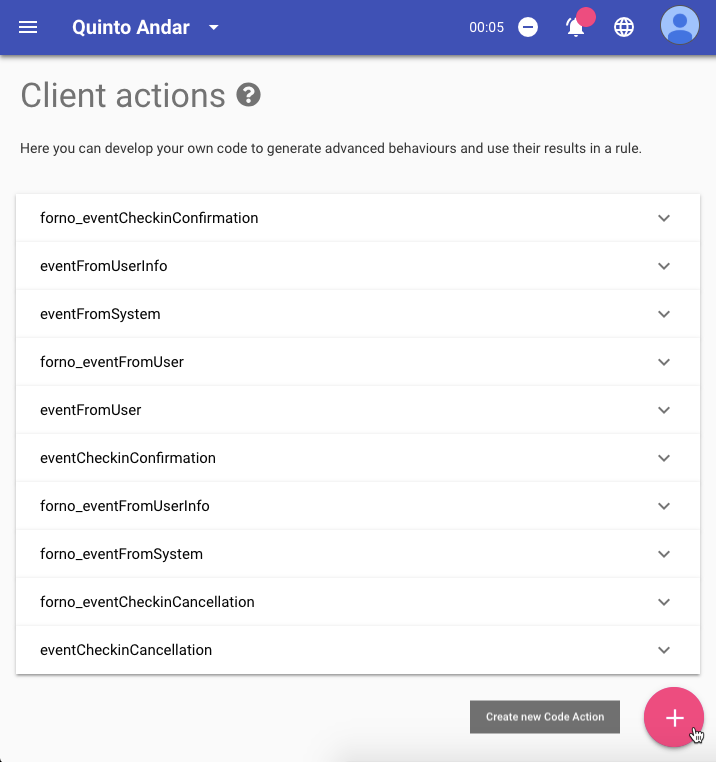 Quinto Andar
00:05
Client actions
Here you can develop your own code to generate advanced behaviours and use their results in a rule.
forno_eventCheckinConfirmation
eventFromUserInfo
eventFromSystem
forno_eventFromUser
eventFromUser
eventCheckinConfirmation
forno_eventFromUserInfo
forno_eventFromSystem
forno_eventCheckinCancellation
eventCheckinCancellation
Create new Code Action